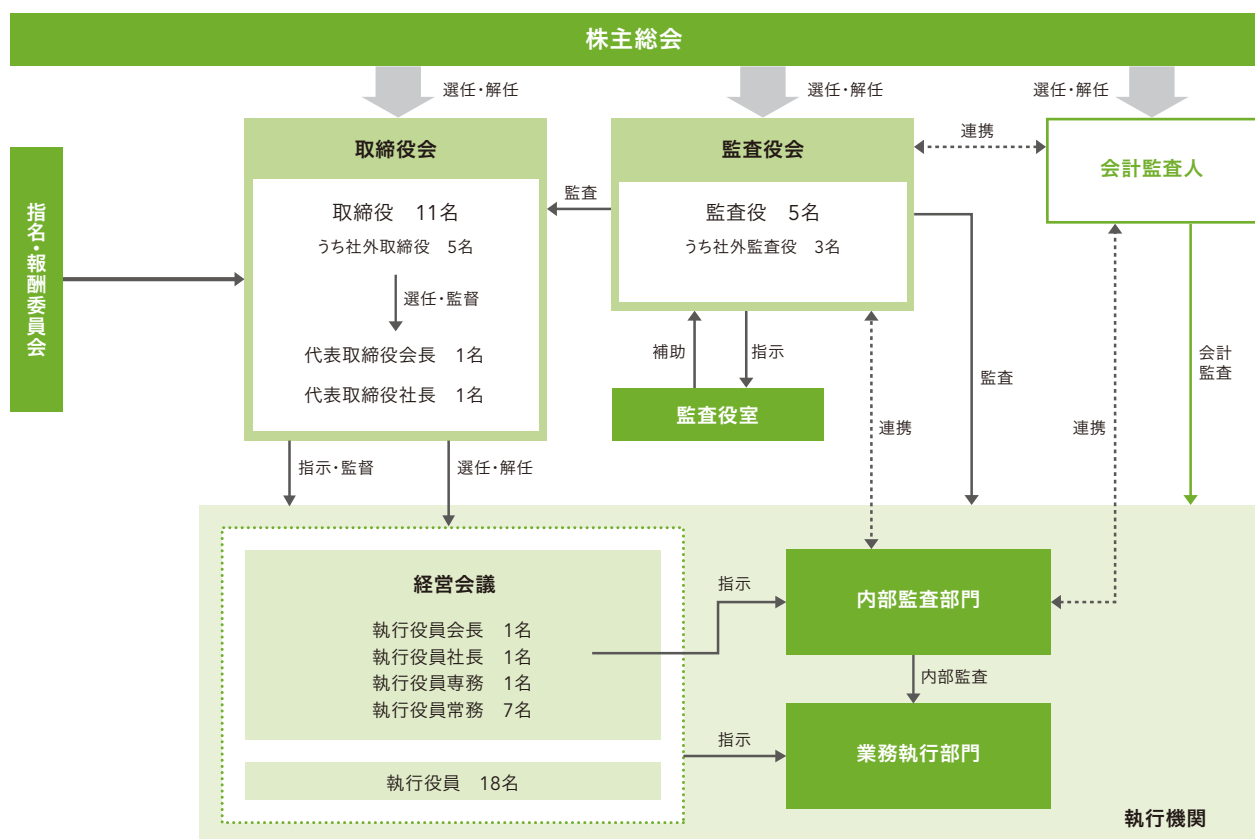 株主総会
選任・解任
選任・解任
選任・解任
指名・報酬委員会
取締役会
取締役　11名
うち社外取締役　5名
選任・監督
代表取締役会長　1名
代表取締役社長　1名
監査
監査役会
監査役　5名
うち社外監査役　3名
連携
会計監査人
補助
指示
監査役室
連携
監査
連携
会計
監査
指示・監督
選任・解任
経営会議
執行役員会長　1名
執行役員社長　1名
執行役員専務　1名
執行役員常務　7名
執行役員　18名
指示
内部監査部門
内部監査
指示
業務執行部門
執行機関